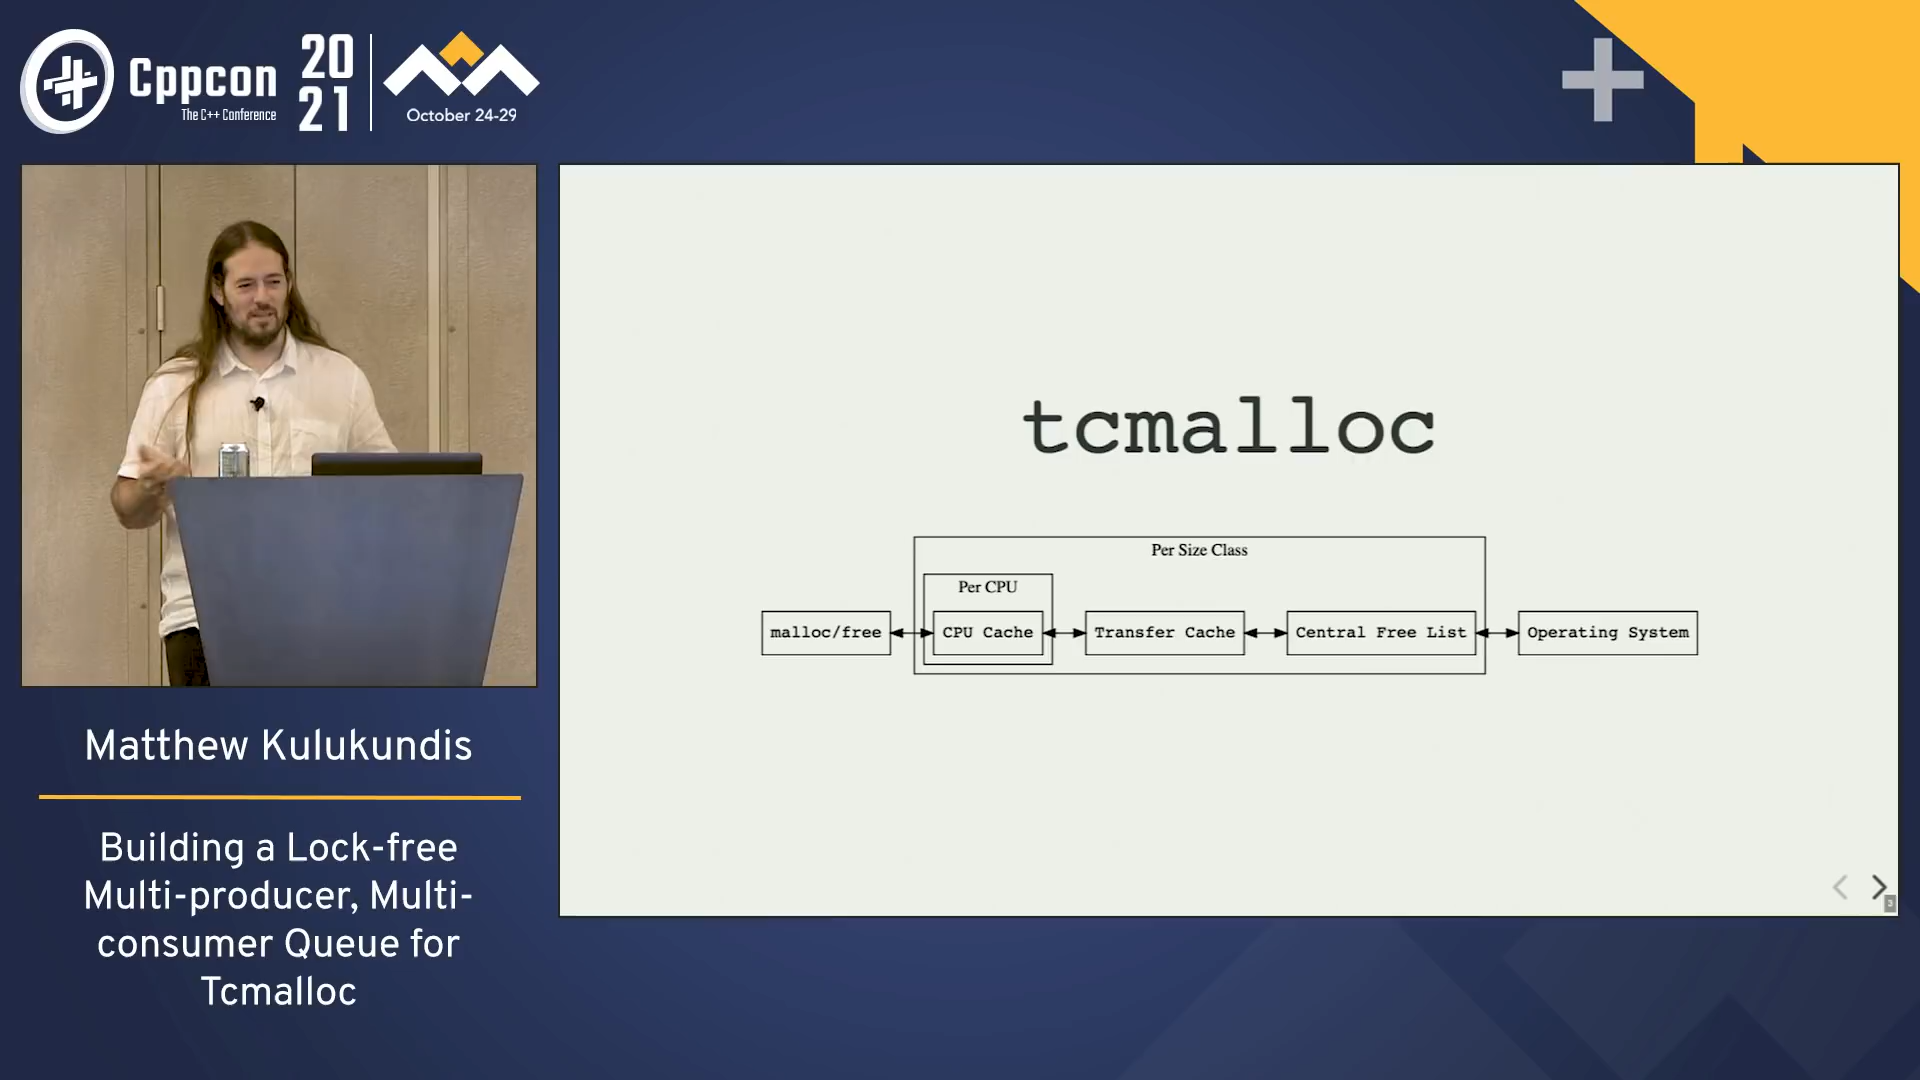 Cppcon
The C++ Conference
20
21
October 24-29
tcmalloc
Per Size Class
Per CPU
malloc/free
CPU Cache
Transfer Cache
Central Free List
Operating System
3
Matthew Kulukundis
Building a Lock-free
Multi-producer, Multi-
consumer Queue for
Tcmalloc